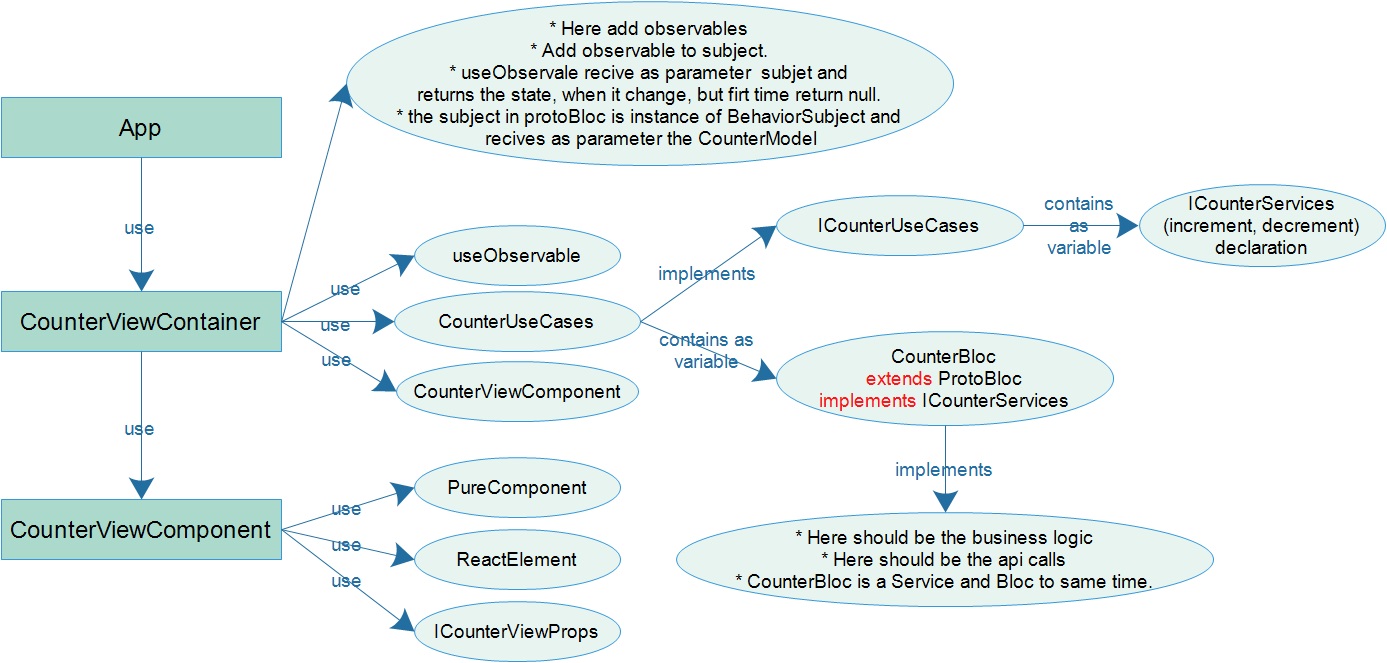 * Here add observables
* Add observable to subject.
* useObservale recive as parameter subjet and
returns the state, when it change, but firt time return null.
* the subject in protoBloc is instance of BehaviorSubject and
recives as parameter the CounterModel
App
use
CounterViewContainer
use
useObservable
use
CounterUseCases
use
CounterViewComponent
implements
ICounterUseCases
contains
as
variable
ICounterServices
(increment, decrement)
declaration
contains as
variable
CounterBloc
extends ProtoBloc
implements ICounterServices
implements
* Here should be the business logic
* Here should be the api calls
* CounterBloc is a Service and Bloc to same time.
use
CounterViewComponent
use
PureComponent
use
ReactElement
use
ICounterViewProps